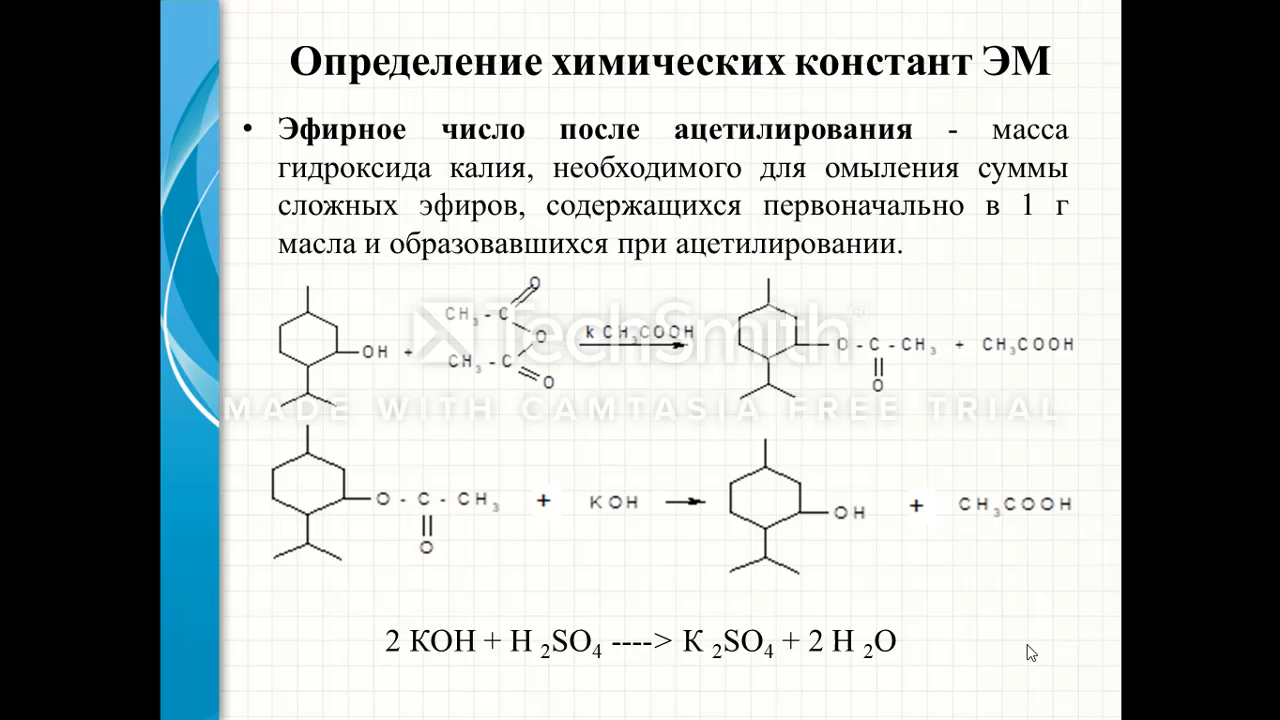 Определение химических констант ЭМ
• Эфирное число после ацетилирования - масса
гидроксида калия, необходимого для омыления суммы
сложных эфиров, содержащихся первоначально в 1 г
масла и образовавшихся при ацетилировании.
OH + CH3 - C O O CH3 - C O k CH3COOH O - C - CH3 O + CH3COOH
TechSmith®
MADE WITH CAMTASIA FREE TRIAL
O - C - CH3 O + KOH OH + CH3COOH
2 КОН + Н 2SO4 ----> К 2SO4 + 2 Н 2О